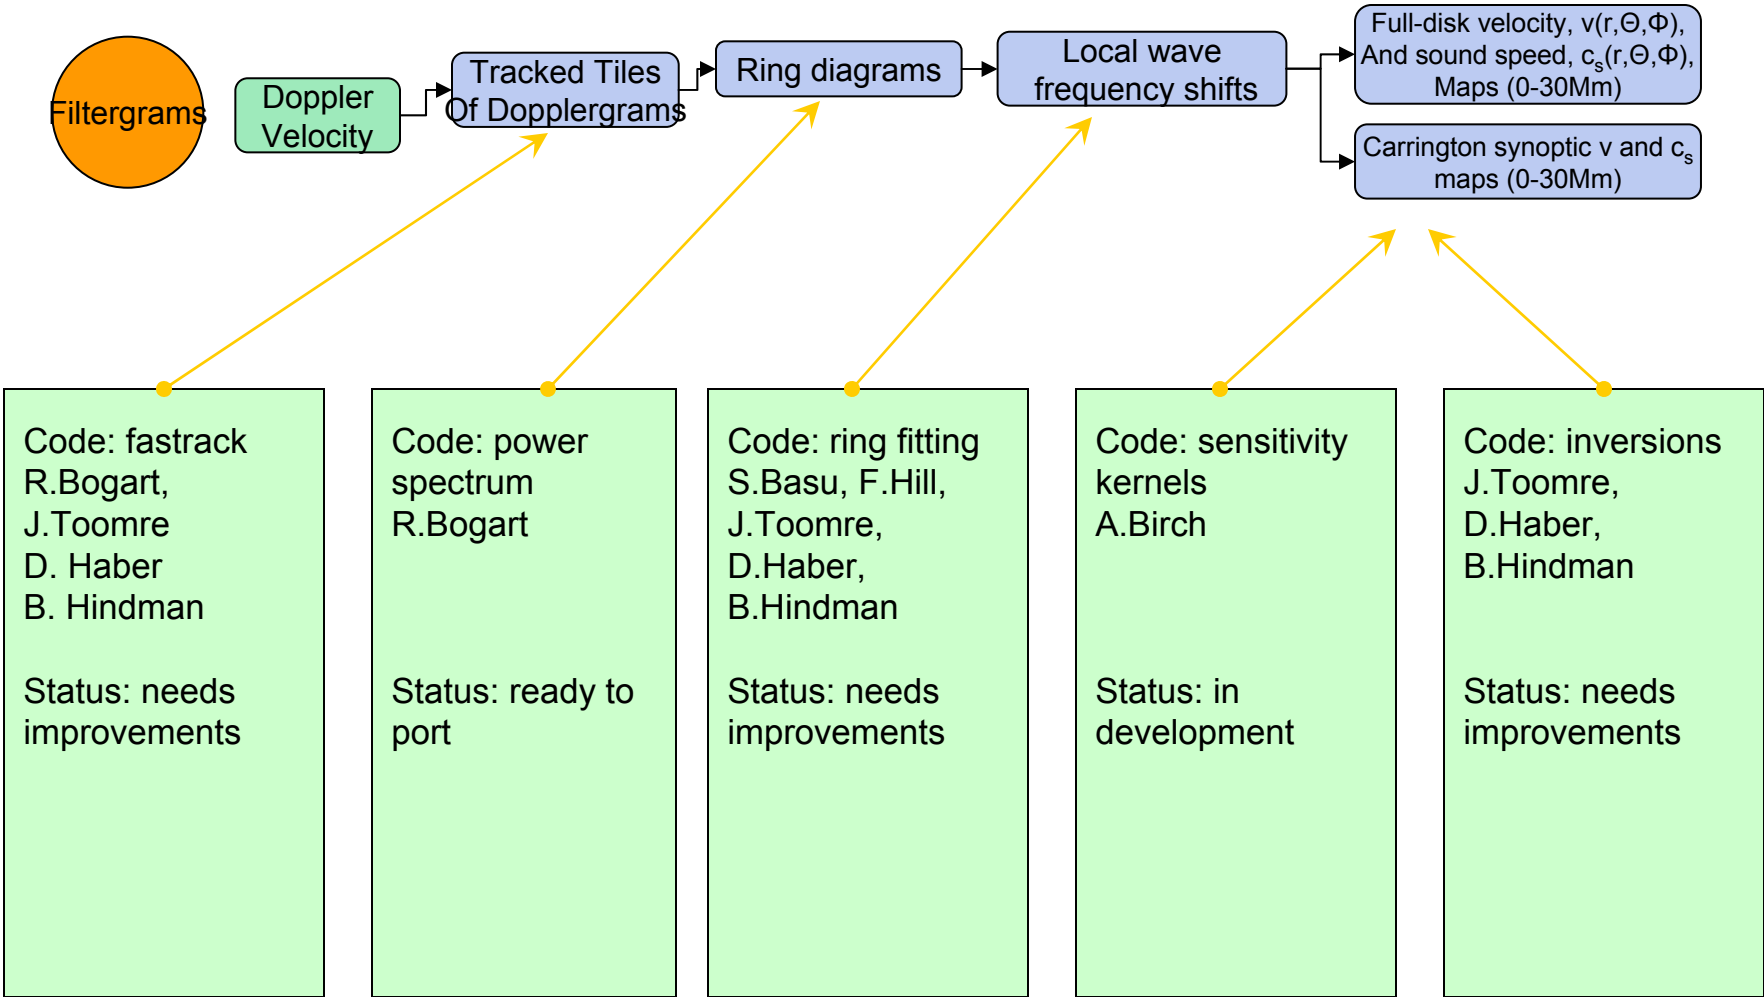 Filtergrams
Doppler
Velocity
Tracked Tiles
Of Dopplergrams
Ring diagrams
Local wave
frequency shifts
Full-disk velocity, v(r,Θ,Φ),
And sound speed, cₛ(r,Θ,Φ),
Maps (0-30Mm)
Carrington synoptic v and cₛ
maps (0-30Mm)
Code: fastrack
R.Bogart,
J.Toomre
D. Haber
B. Hindman
Status: needs
improvements
Code: power
spectrum
R.Bogart
Status: ready to
port
Code: ring fitting
S.Basu, F.Hill,
J.Toomre,
D.Haber,
B.Hindman
Status: needs
improvements
Code: sensitivity
kernels
A.Birch
Status: in
development
Code: inversions
J.Toomre,
D.Haber,
B.Hindman
Status: needs
improvements